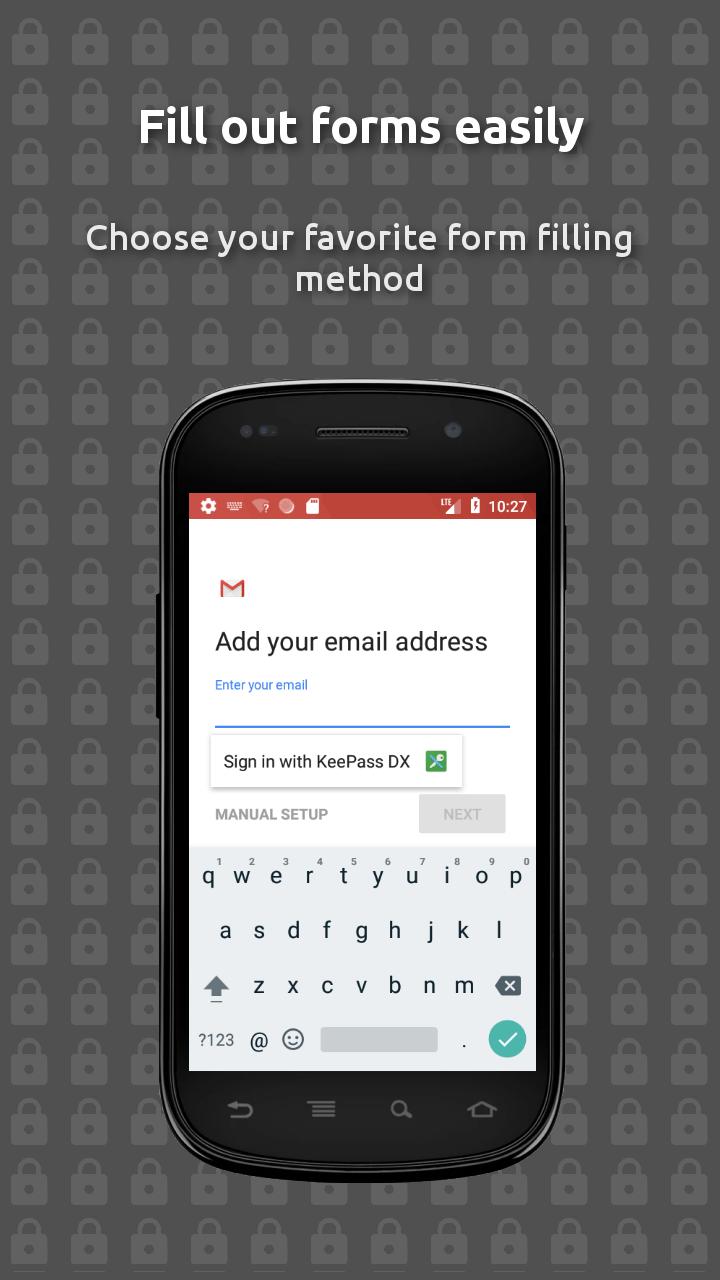 Fill out forms easily
Choose your favorite form filling
method
LTE 10:27
Add your email address
Enter your email
Sign in with KeePass DX
MANUAL SETUP NEXT
1 2 3 4 5 6 7 8 9 0
q w e r t y u i o p
a s d f g h j k l
z x c v b n m
?123 @ .